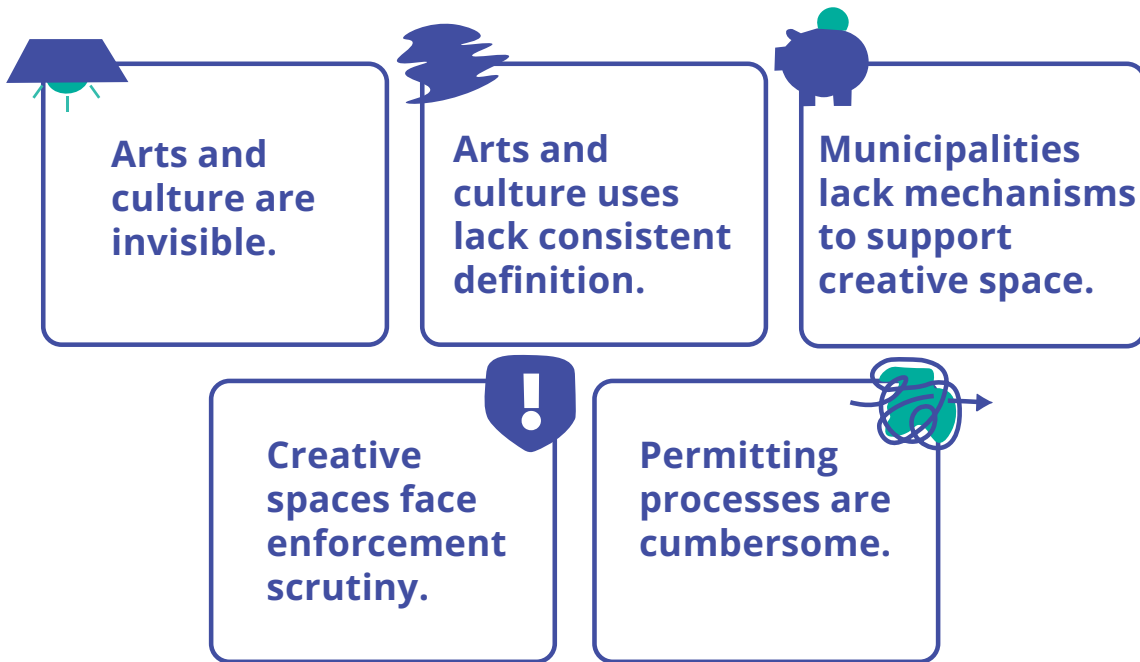 Arts and
culture are
invisible.
Arts and
culture uses
lack consistent
definition.
Municipalities
lack mechanisms
to support
creative space.
Creative
spaces face
enforcement
scrutiny.
Permitting
processes are
cumbersome.